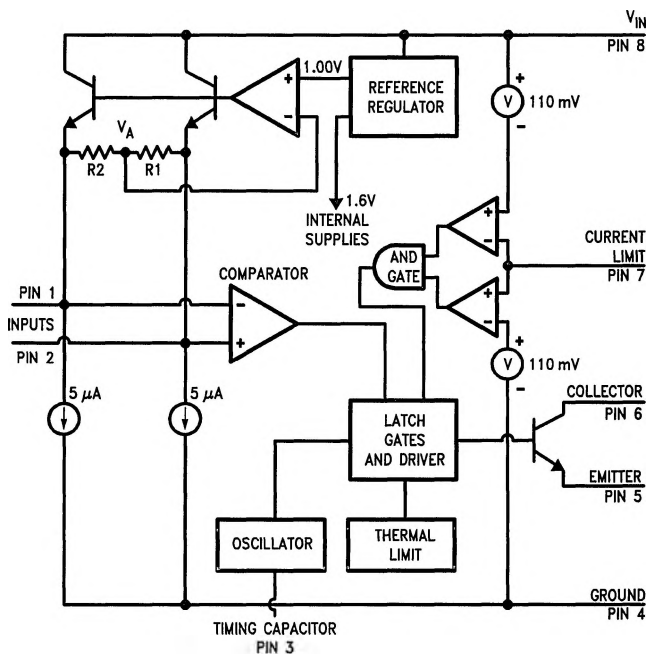 V_IN
PIN 8
1.00V
+
−
REFERENCE
REGULATOR
+
V
110 mV
−
V_A
R2
R1
1.6V
INTERNAL
SUPPLIES
+
−
CURRENT
LIMIT
PIN 7
AND
GATE
COMPARATOR
+
−
PIN 1
INPUTS
PIN 2
−
+
+
V
110 mV
−
5 μA
5 μA
COLLECTOR
PIN 6
LATCH
GATES
AND DRIVER
EMITTER
PIN 5
OSCILLATOR
THERMAL
LIMIT
GROUND
PIN 4
TIMING CAPACITOR
PIN 3